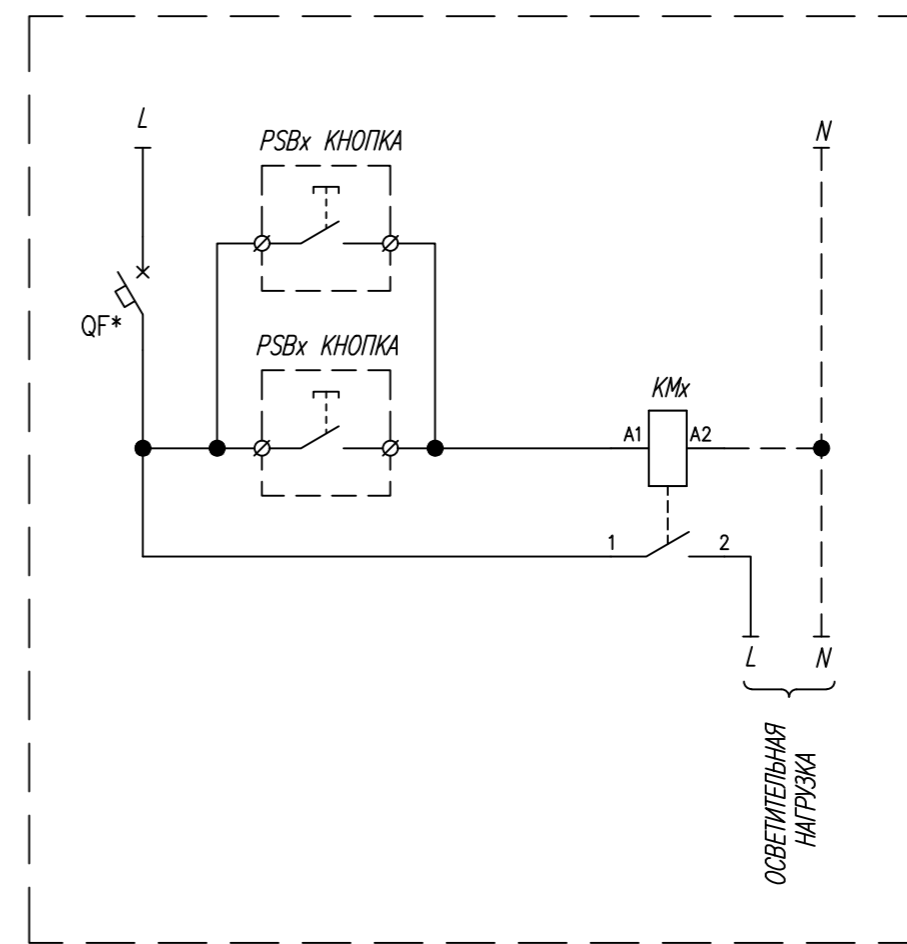 L
PSBx КНОПКА
N
QF*
PSBx КНОПКА
KMx
A1
A2
1
2
L
N
ОСВЕТИТЕЛЬНАЯ
НАГРУЗКА